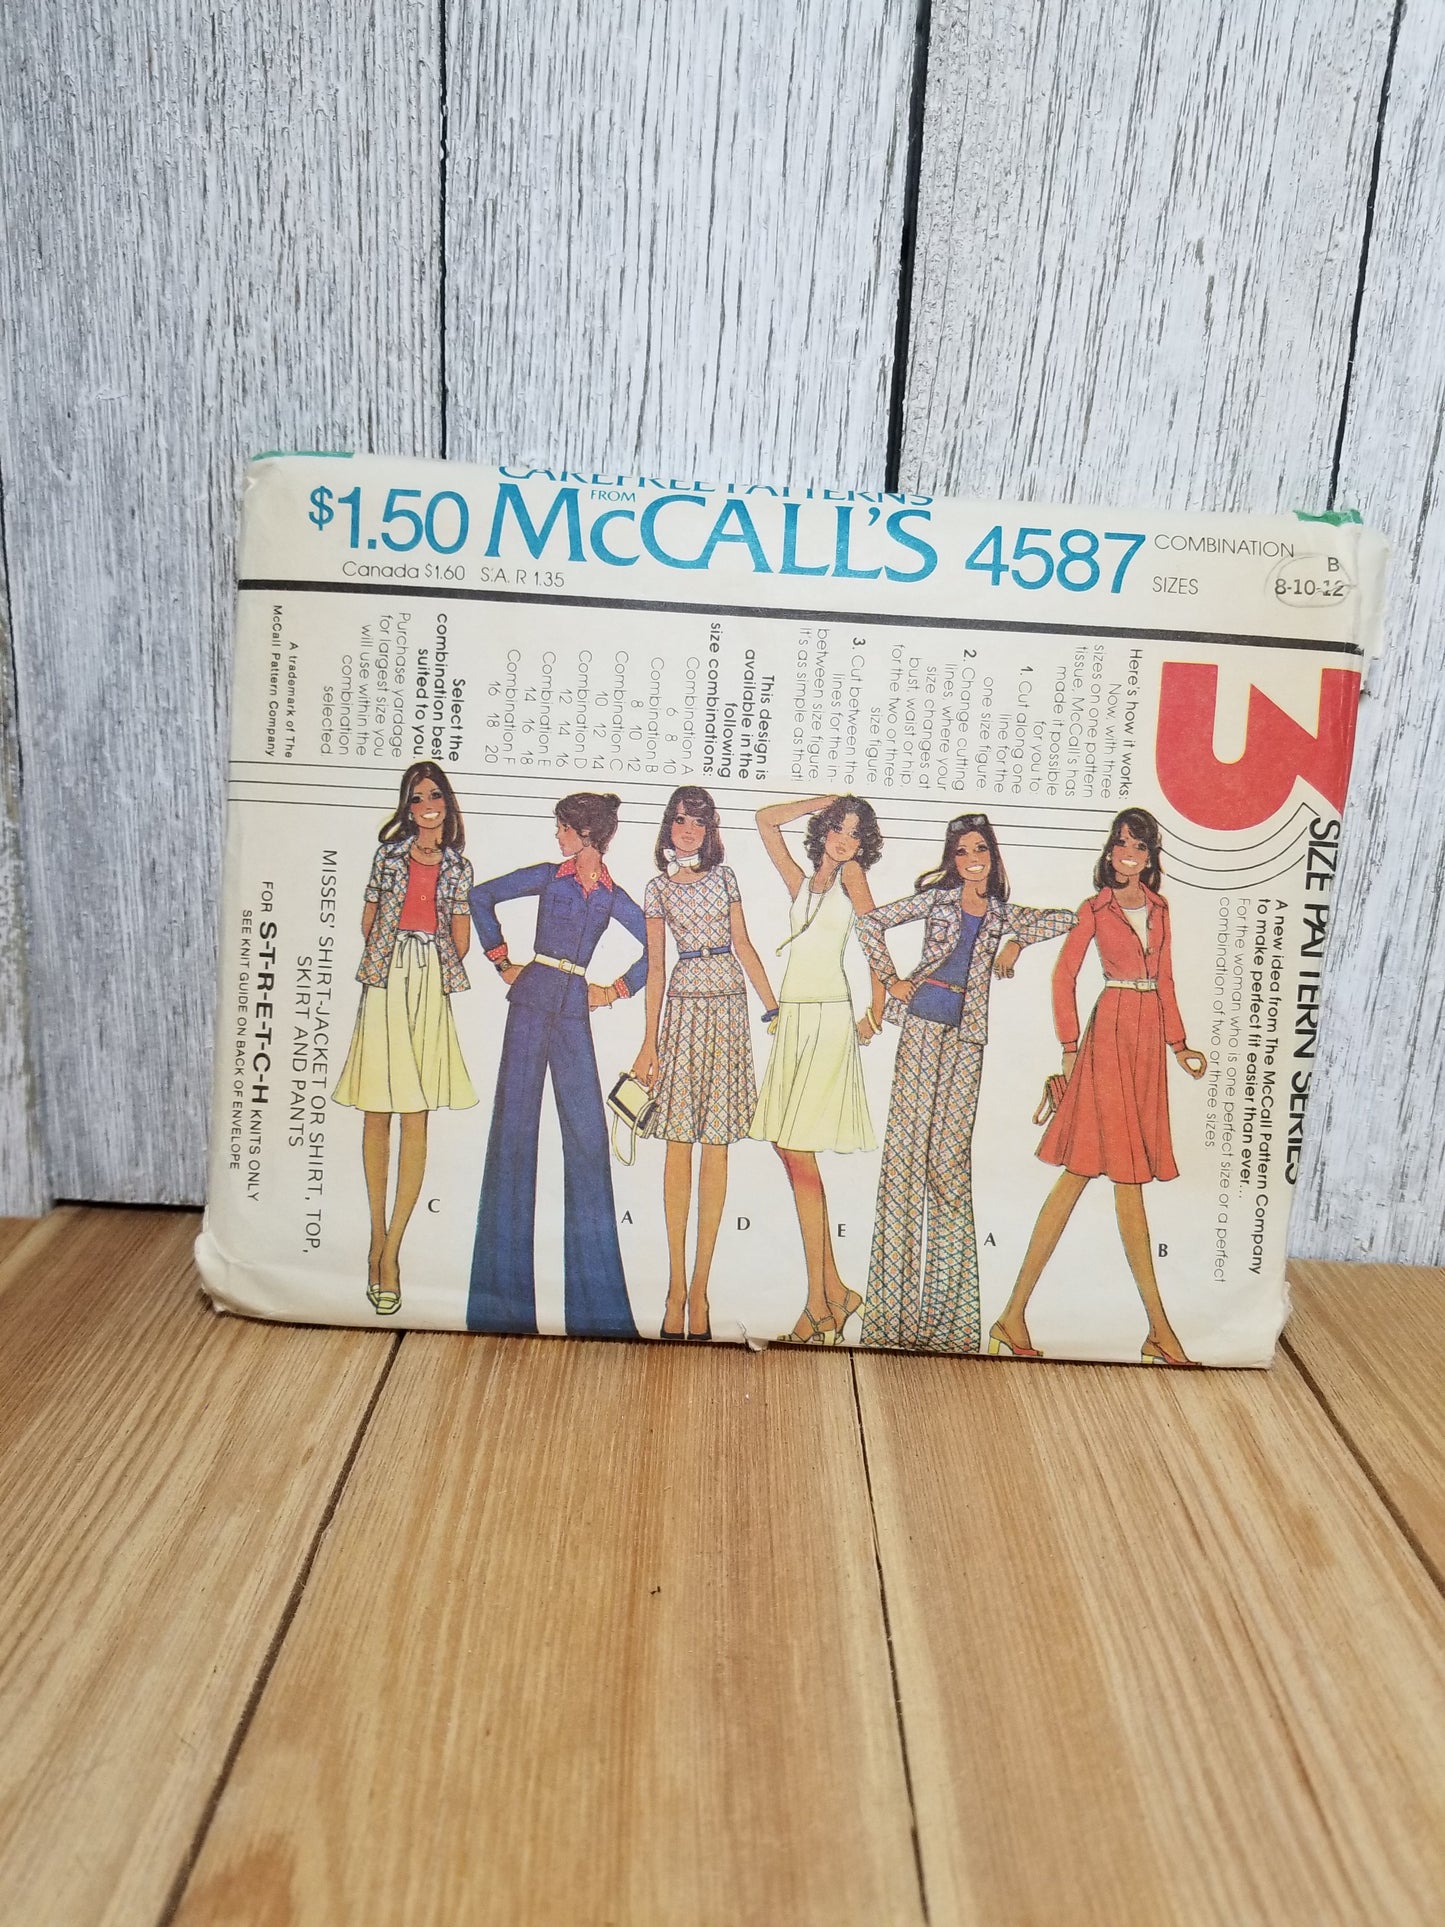 CAREFREE PATTERNS
FROM
$1.50 McCALL'S 4587
Canada $1.60 S.A. R 1.35
COMBINATION B
SIZES 8-10-12
3 SIZE PATTERN SERIES
A new idea from The McCall Pattern Company
to make perfect fit easier than ever...
For the woman who is one perfect size or a perfect
combination of two or three sizes.
Here's how it works:
Now, with three
sizes on one pattern
tissue, McCall's has
made it possible
for you to:
1. Cut along one
line for the
one size figure
2. Change cutting
lines, where your
size changes at
bust, waist or hip,
for the two or three
size figure
3. Cut between the
lines for the in-
between size figure
It's as simple as that!
This design is
available in the
following
size combinations:
Combination A
6 8 10
Combination B
8 10 12
Combination C
10 12 14
Combination D
12 14 16
Combination E
14 16 18
Combination F
16 18 20
Select the
combination best
suited to you.
Purchase yardage
for largest size you
will use within the
combination
selected.
A trademark of The
McCall Pattern Company
MISSES' SHIRT-JACKET OR SHIRT, TOP,
SKIRT AND PANTS
FOR S-T-R-E-T-C-H KNITS ONLY
SEE KNIT GUIDE ON BACK OF ENVELOPE
C
A
D
E
A
B